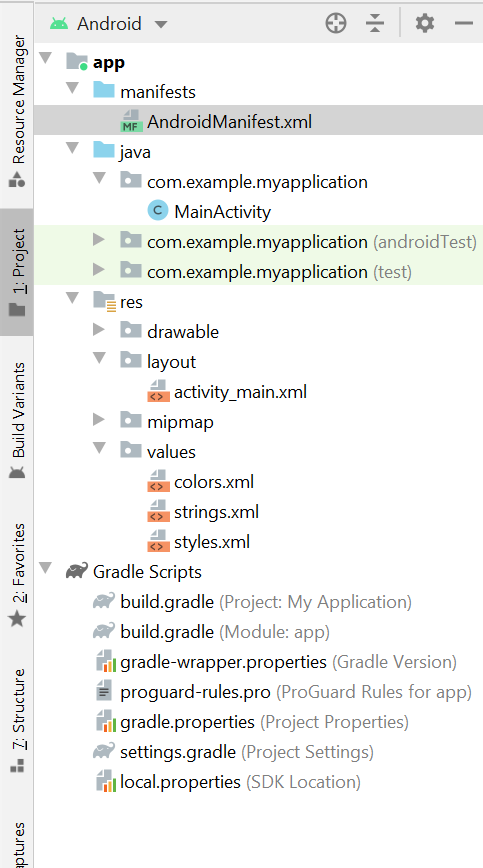 Android
app
manifests
AndroidManifest.xml
java
com.example.myapplication
MainActivity
com.example.myapplication (androidTest)
com.example.myapplication (test)
res
drawable
layout
activity_main.xml
mipmap
values
colors.xml
strings.xml
styles.xml
Gradle Scripts
build.gradle (Project: My Application)
build.gradle (Module: app)
gradle-wrapper.properties (Gradle Version)
proguard-rules.pro (ProGuard Rules for app)
gradle.properties (Project Properties)
settings.gradle (Project Settings)
local.properties (SDK Location)
Resource Manager
1: Project
Build Variants
2: Favorites
7: Structure
ptures
MF
C